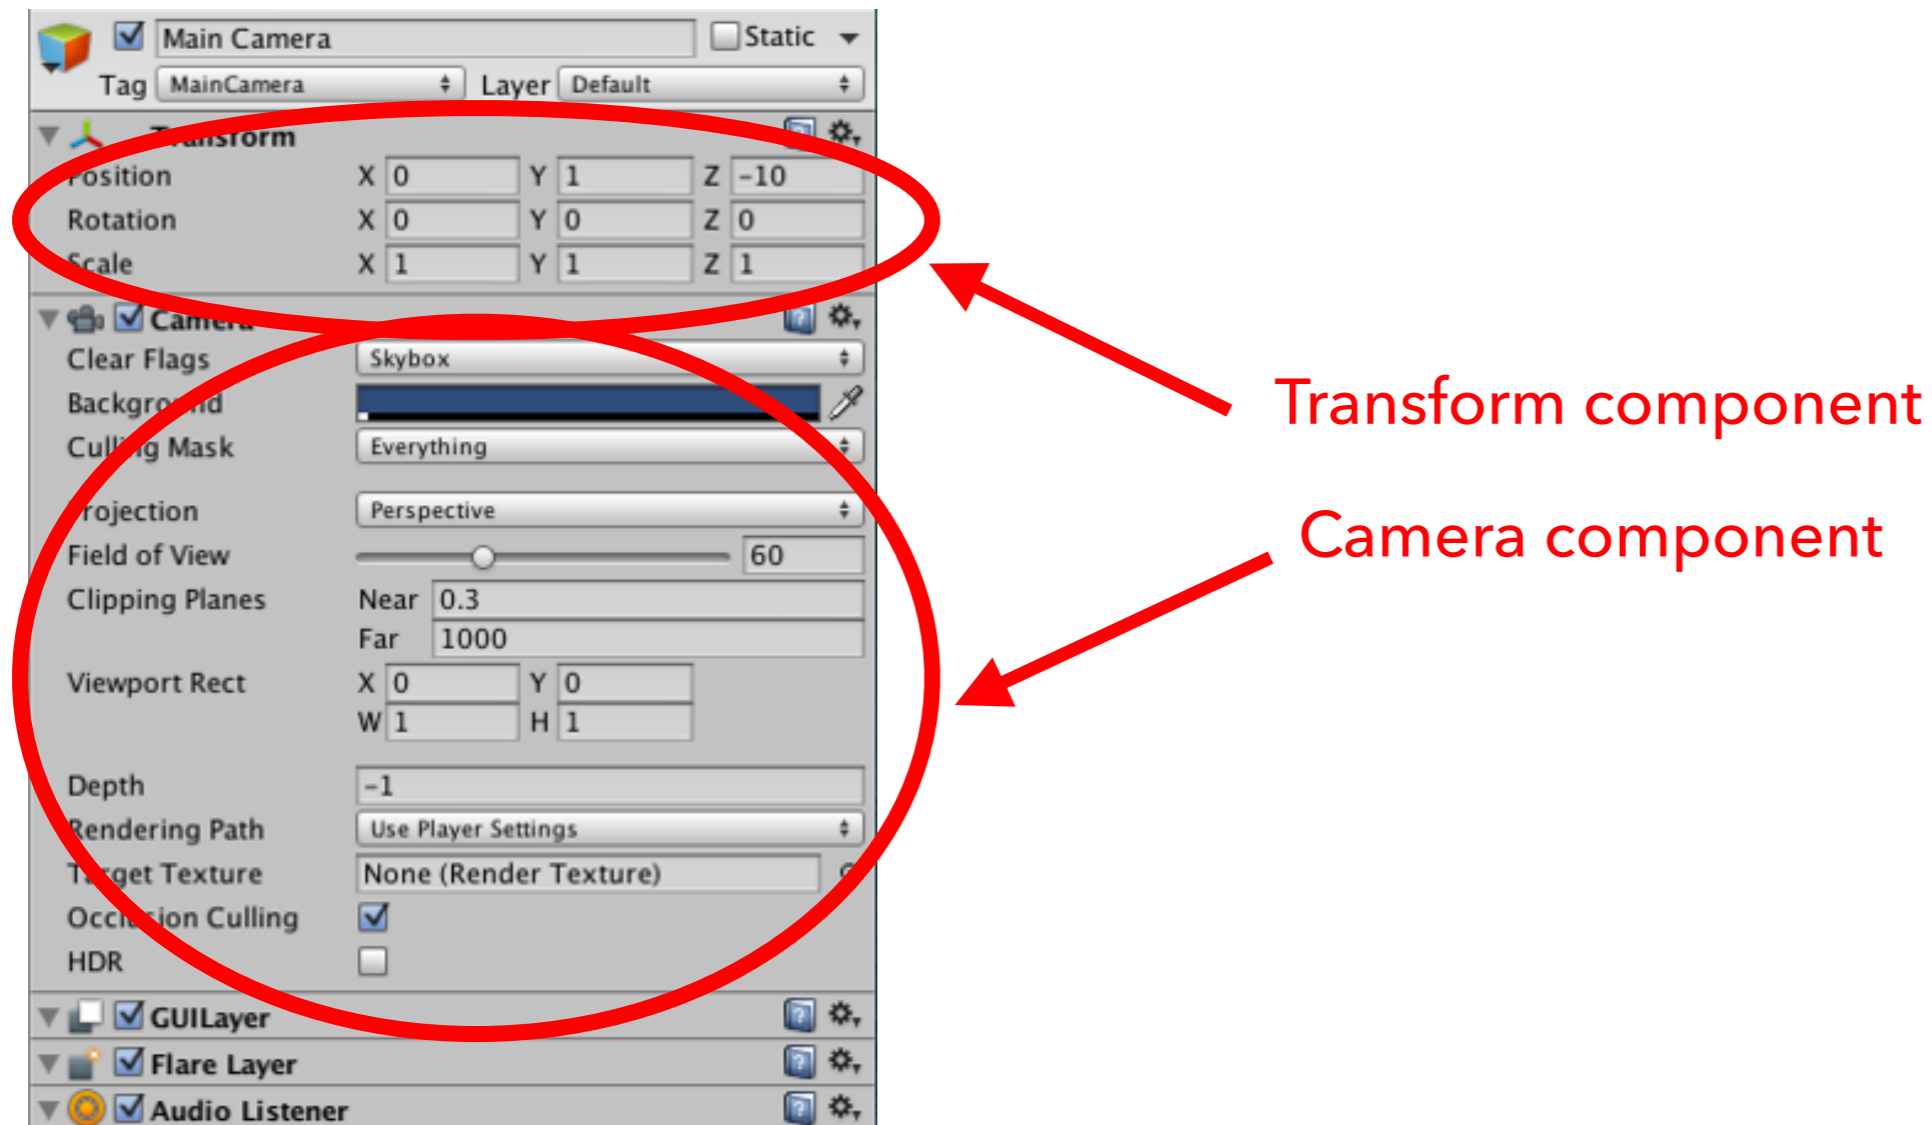 Main Camera Static
Tag MainCamera Layer Default
Transform
Position X 0 Y 1 Z -10
Rotation X 0 Y 0 Z 0
Scale X 1 Y 1 Z 1
Camera
Clear Flags Skybox
Background
Culling Mask Everything
Projection Perspective
Field of View 60
Clipping Planes Near 0.3
Far 1000
Viewport Rect X 0 Y 0
W 1 H 1
Depth -1
Rendering Path Use Player Settings
Target Texture None (Render Texture)
Occlusion Culling
HDR
GUILayer
Flare Layer
Audio Listener
Transform component
Camera component